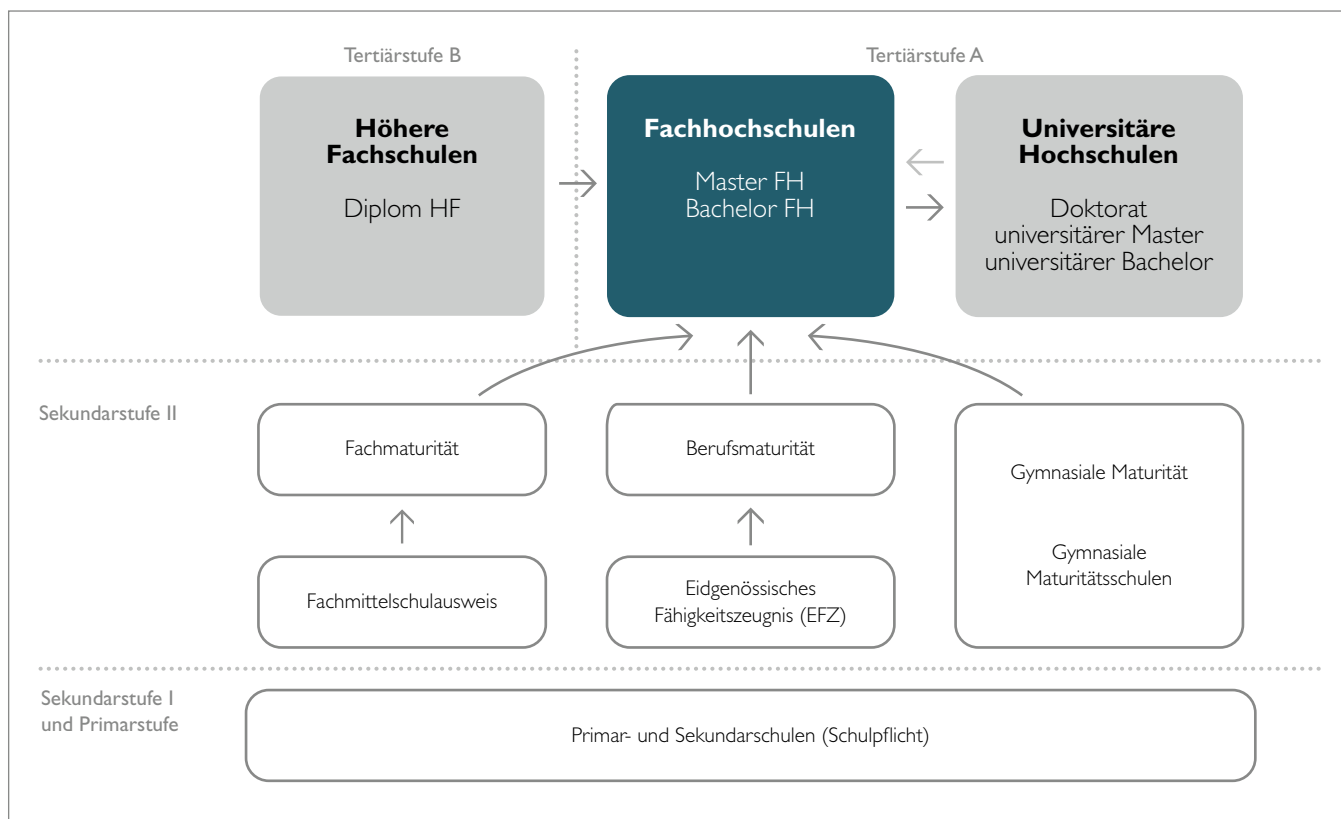 Tertiärstufe B
Tertiärstufe A
Höhere
Fachschulen
Diplom HF
Fachhochschulen
Master FH
Bachelor FH
Universitäre
Hochschulen
Doktorat
universitärer Master
universitärer Bachelor
Sekundarstufe II
Fachmaturität
Berufsmaturität
Gymnasiale Maturität
Gymnasiale
Maturitätsschulen
Fachmittelschulausweis
Eidgenössisches
Fähigkeitszeugnis (EFZ)
Sekundarstufe I
und Primarstufe
Primar- und Sekundarschulen (Schulpflicht)